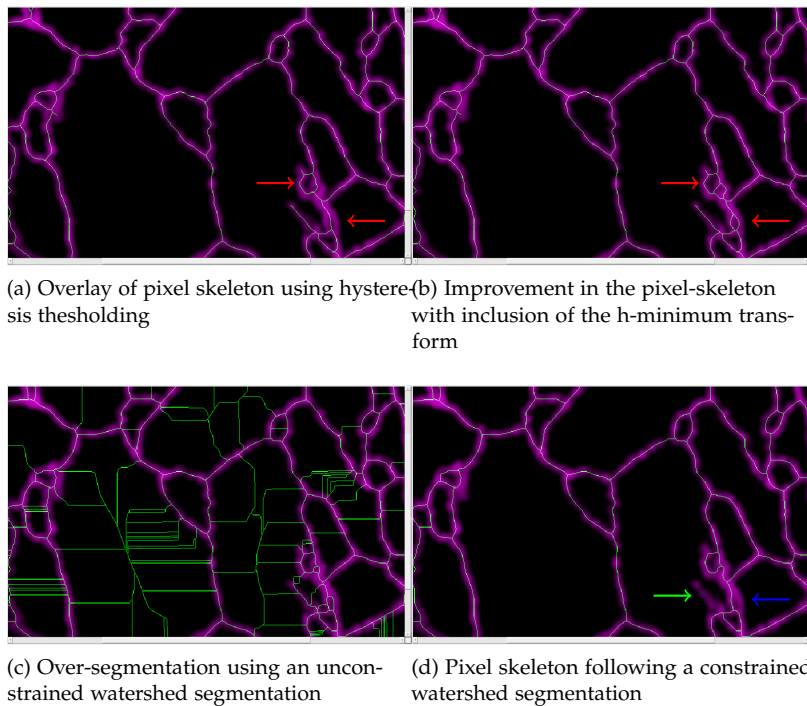 (a) Overlay of pixel skeleton using hystere-
sis thesholding
(b) Improvement in the pixel-skeleton
with inclusion of the h-minimum trans-
form
(c) Over-segmentation using an uncon-
strained watershed segmentation
(d) Pixel skeleton following a constrained
watershed segmentation